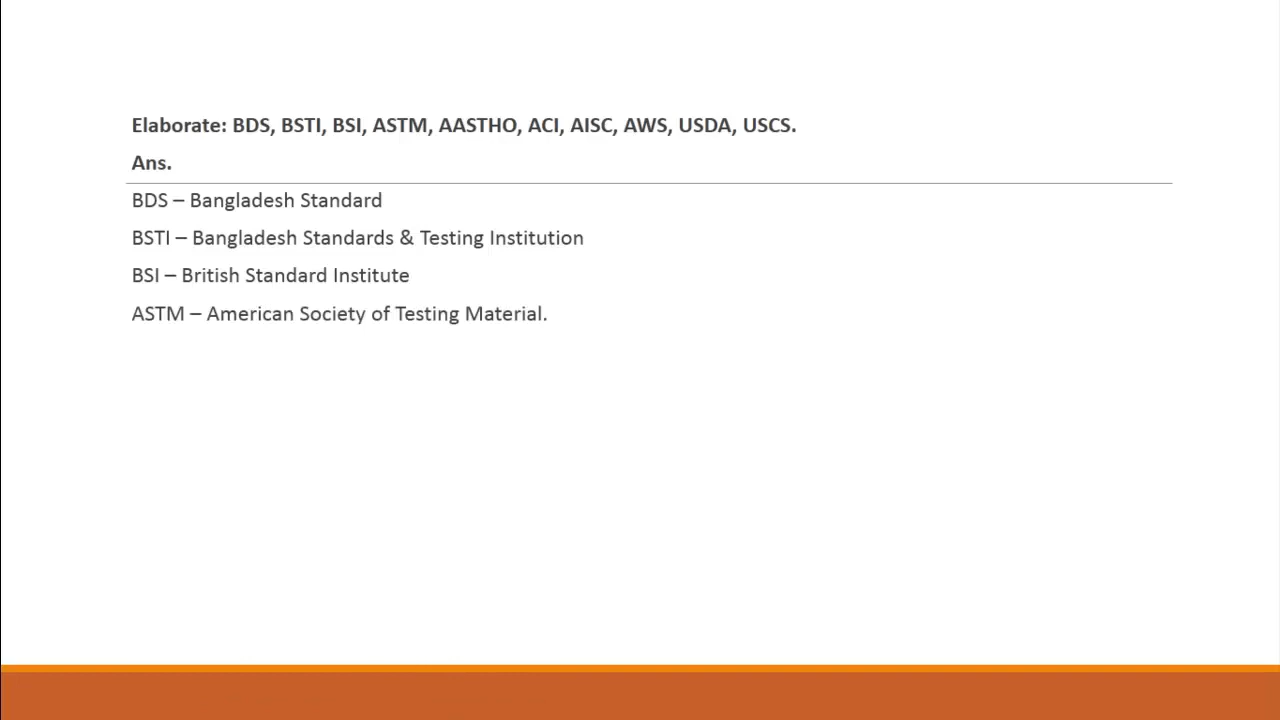 Elaborate: BDS, BSTI, BSI, ASTM, AASTHO, ACI, AISC, AWS, USDA, USCS.
Ans.
BDS – Bangladesh Standard
BSTI – Bangladesh Standards & Testing Institution
BSI – British Standard Institute
ASTM – American Society of Testing Material.